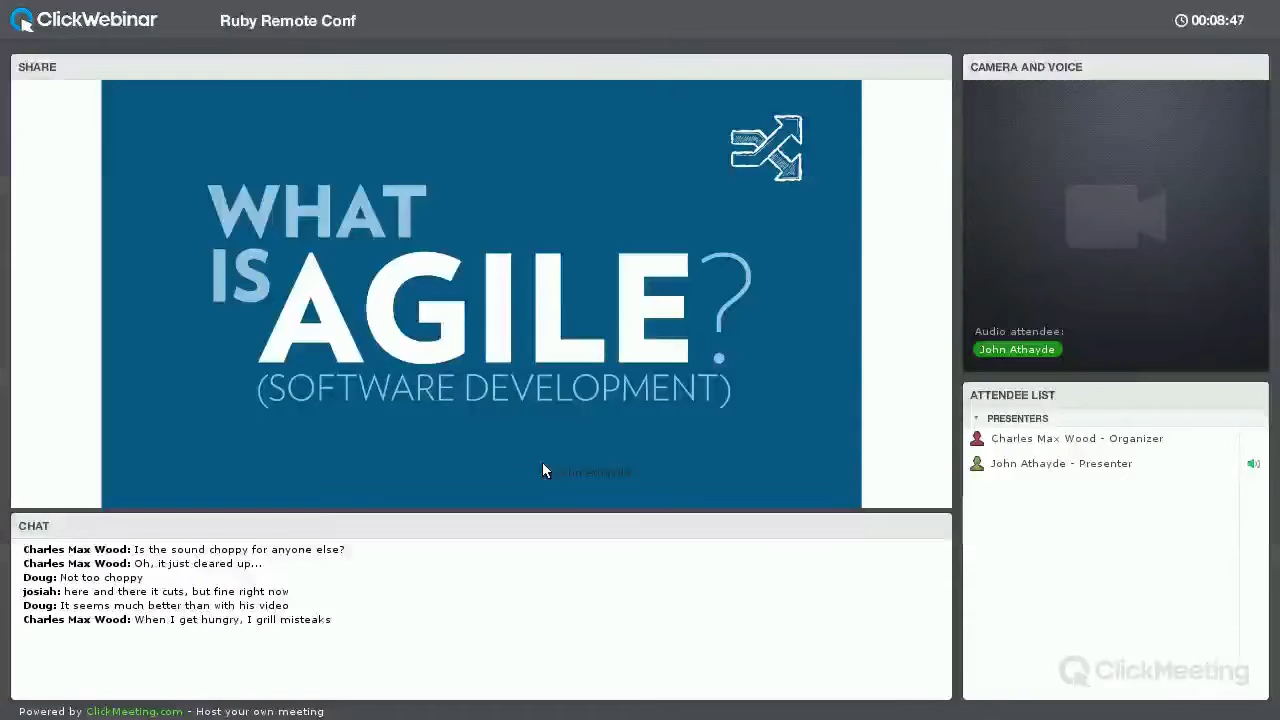 ClickWebinar
Ruby Remote Conf
00:08:47
SHARE
WHAT
IS AGILE?
(SOFTWARE DEVELOPMENT)
CAMERA AND VOICE
Audio attendee:
John Athayde
ATTENDEE LIST
PRESENTERS
Charles Max Wood - Organizer
John Athayde - Presenter
CHAT
Charles Max Wood: Is the sound choppy for anyone else?
Charles Max Wood: Oh, it just cleared up...
Doug: Not too choppy
josiah: here and there it cuts, but fine right now
Doug: It seems much better than with his video
Charles Max Wood: When I get hungry, I grill misteaks
ClickMeeting
Powered by ClickMeeting.com - Host your own meeting